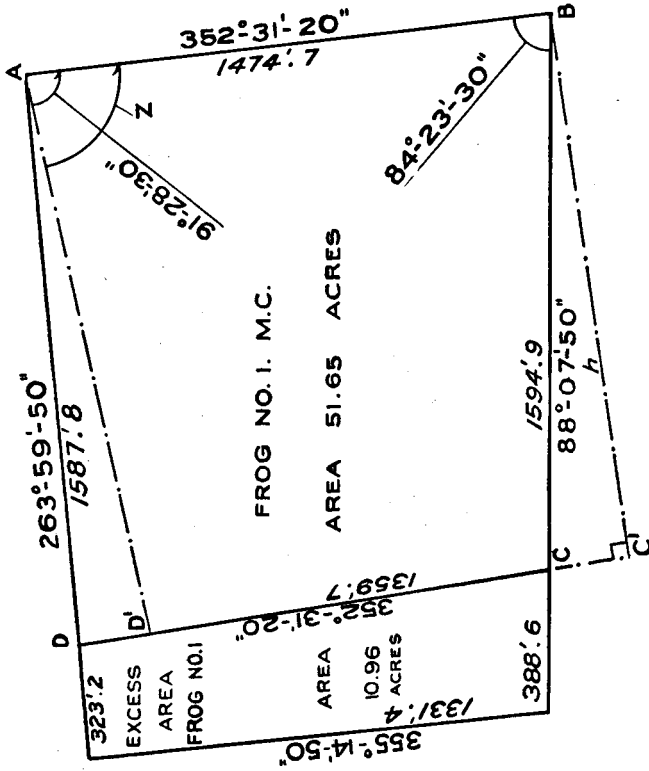 A
B
352°-31'-20"
1474'.7
263°-59'-50"
1587'.8
D
D'
Z
91°-28'-30"
84°-23'-30"
FROG NO.1. M.C.
AREA 51.65 ACRES
323'.2
EXCESS
AREA
FROG NO.1
AREA
10.96
ACRES
1359'.7
352°-31'-20"
1331'.4
355°-14'-50"
388'.6
C
1594'.9
88°-07'-50"
h
C'